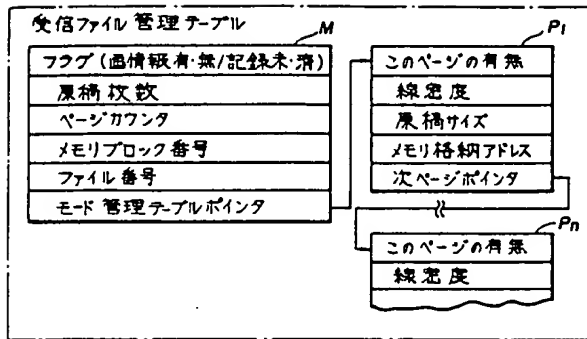 受信ファイル管理テーブル
M
フラグ(画情報有・無/記録未・済)
原稿枚数
ページカウンタ
メモリブロック番号
ファイル番号
モード管理テーブルポインタ
P1
このページの有無
線密度
原稿サイズ
メモリ格納アドレス
次ページポインタ
Pn
このページの有無
線密度